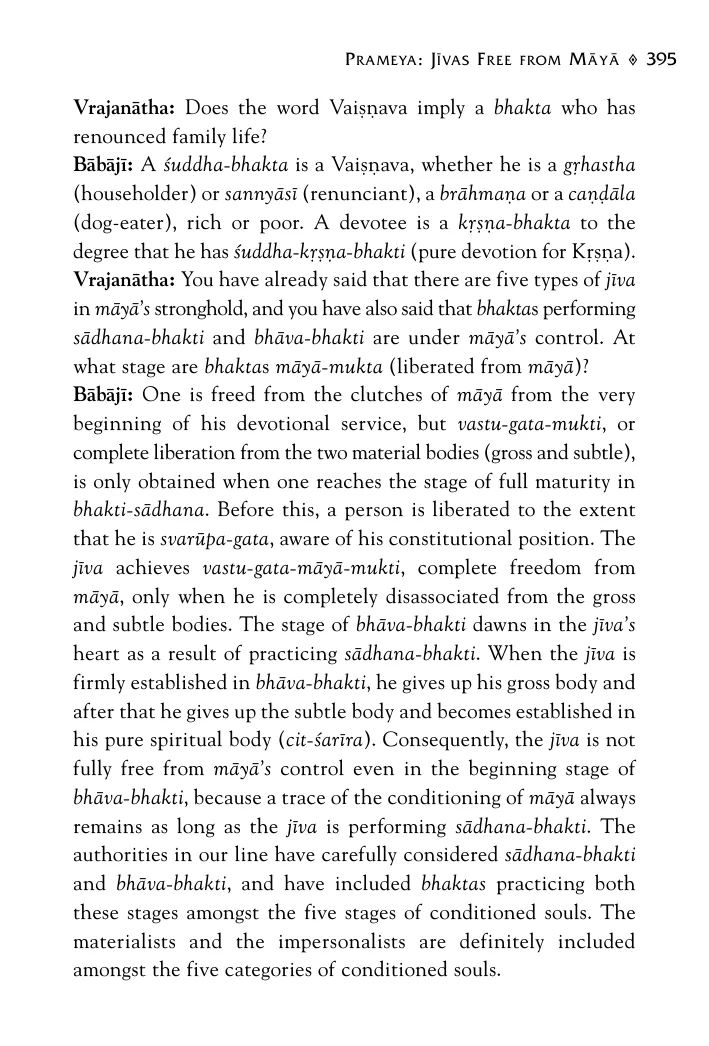 Prameya: Jīvas Free from Māyā ◈ 395
Vrajanātha: Does the word Vaiṣṇava imply a bhakta who has
renounced family life?
Bābājī: A śuddha-bhakta is a Vaiṣṇava, whether he is a gṛhastha
(householder) or sannyāsī (renunciant), a brāhmaṇa or a caṇḍāla
(dog-eater), rich or poor. A devotee is a kṛṣṇa-bhakta to the
degree that he has śuddha-kṛṣṇa-bhakti (pure devotion for Kṛṣṇa).
Vrajanātha: You have already said that there are five types of jīva
in māyā’s stronghold, and you have also said that bhaktas performing
sādhana-bhakti and bhāva-bhakti are under māyā’s control. At
what stage are bhaktas māyā-mukta (liberated from māyā)?
Bābājī: One is freed from the clutches of māyā from the very
beginning of his devotional service, but vastu-gata-mukti, or
complete liberation from the two material bodies (gross and subtle),
is only obtained when one reaches the stage of full maturity in
bhakti-sādhana. Before this, a person is liberated to the extent
that he is svarūpa-gata, aware of his constitutional position. The
jīva achieves vastu-gata-māyā-mukti, complete freedom from
māyā, only when he is completely disassociated from the gross
and subtle bodies. The stage of bhāva-bhakti dawns in the jīva’s
heart as a result of practicing sādhana-bhakti. When the jīva is
firmly established in bhāva-bhakti, he gives up his gross body and
after that he gives up the subtle body and becomes established in
his pure spiritual body (cit-śarīra). Consequently, the jīva is not
fully free from māyā’s control even in the beginning stage of
bhāva-bhakti, because a trace of the conditioning of māyā always
remains as long as the jīva is performing sādhana-bhakti. The
authorities in our line have carefully considered sādhana-bhakti
and bhāva-bhakti, and have included bhaktas practicing both
these stages amongst the five stages of conditioned souls. The
materialists and the impersonalists are definitely included
amongst the five categories of conditioned souls.